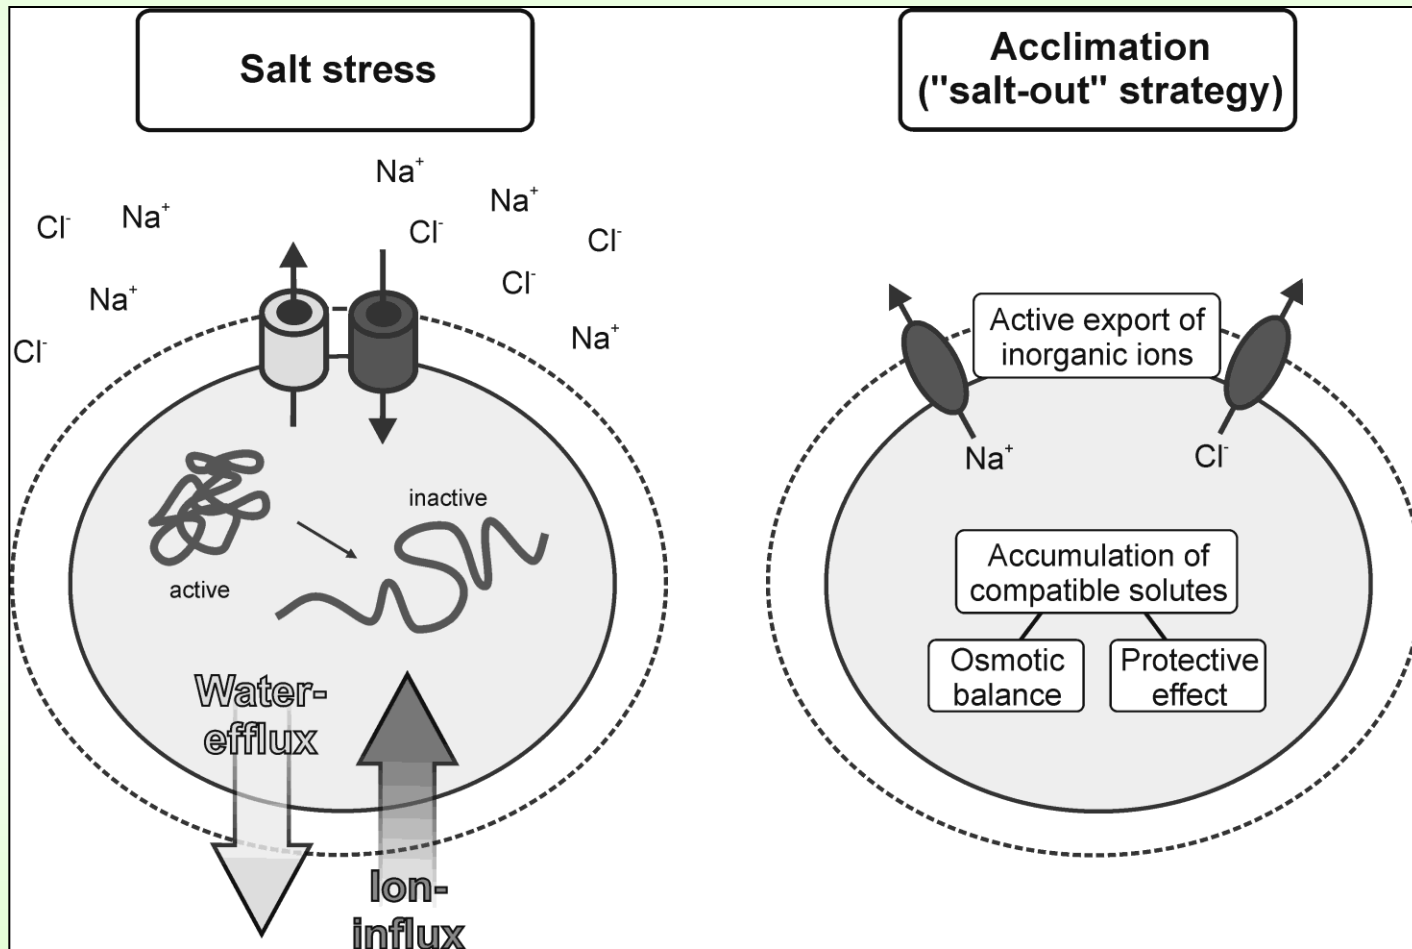 Salt stress
Na⁺
Na⁺
Cl⁻
Na⁺
Cl⁻
Cl⁻
Cl⁻
Na⁺
Na⁺
Cl⁻
inactive
active
Water-
efflux
Ion-
influx
Acclimation
("salt-out" strategy)
Active export of
inorganic ions
Na⁺
Cl⁻
Accumulation of
compatible solutes
Osmotic
balance
Protective
effect